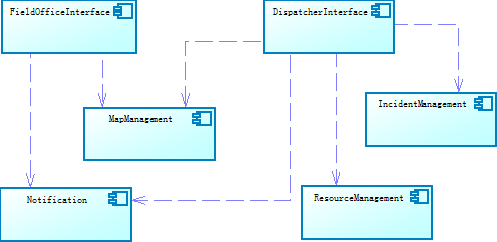 FieldOfficeInterface
DispatcherInterface
MapManagement
IncidentManagement
Notification
ResourceManagement